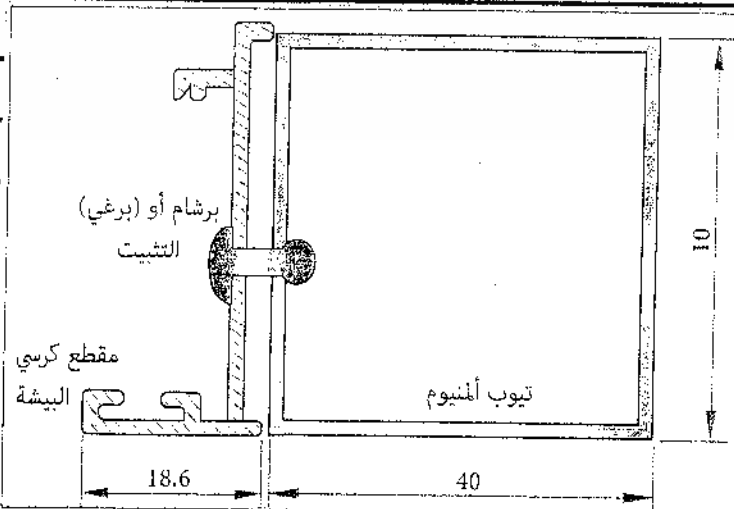 برشام أو (برغي)
التثبيت
مقطع كرسي
البيشة
تيوب ألمنيوم
10
18.6
40